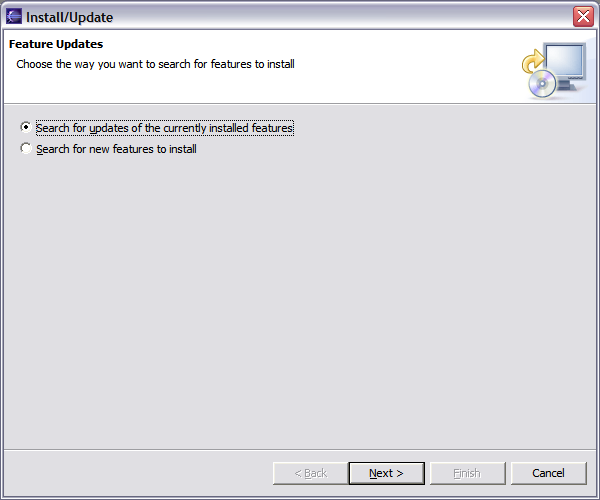 Install/Update
Feature Updates
Choose the way you want to search for features to install
Search for updates of the currently installed features
Search for new features to install
< Back
Next >
Finish
Cancel